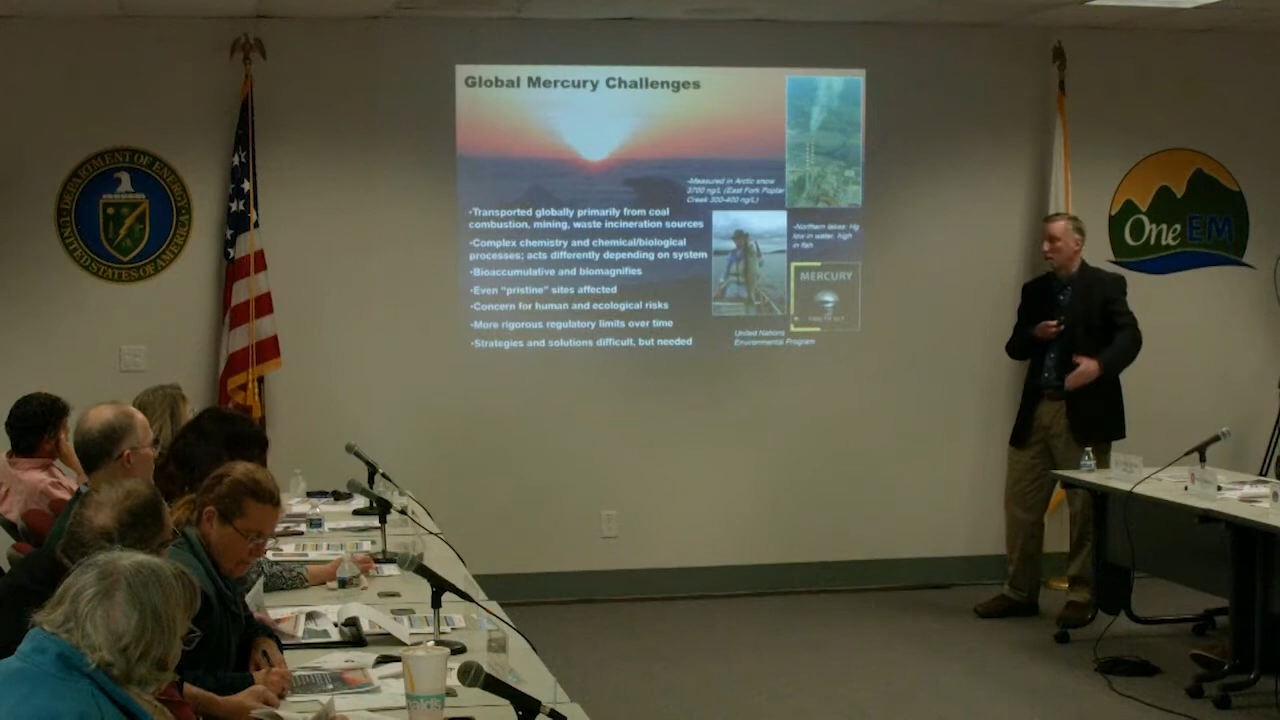 Global Mercury Challenges
-Measured in Arctic snow
3700 ng/L (East Fork Poplar
Creek 300-400 ng/L)
•Transported globally primarily from coal
combustion, mining, waste incineration sources
•Complex chemistry and chemical/biological
processes; acts differently depending on system
•Bioaccumulative and biomagnifies
•Even "pristine" sites affected
•Concern for human and ecological risks
•More rigorous regulatory limits over time
•Strategies and solutions difficult, but needed
-Northern lakes: Hg
low in water, high
in fish
MERCURY
United Nations
Environmental Program
DEPARTMENT OF ENERGY
UNITED STATES OF AMERICA
One EM
alds